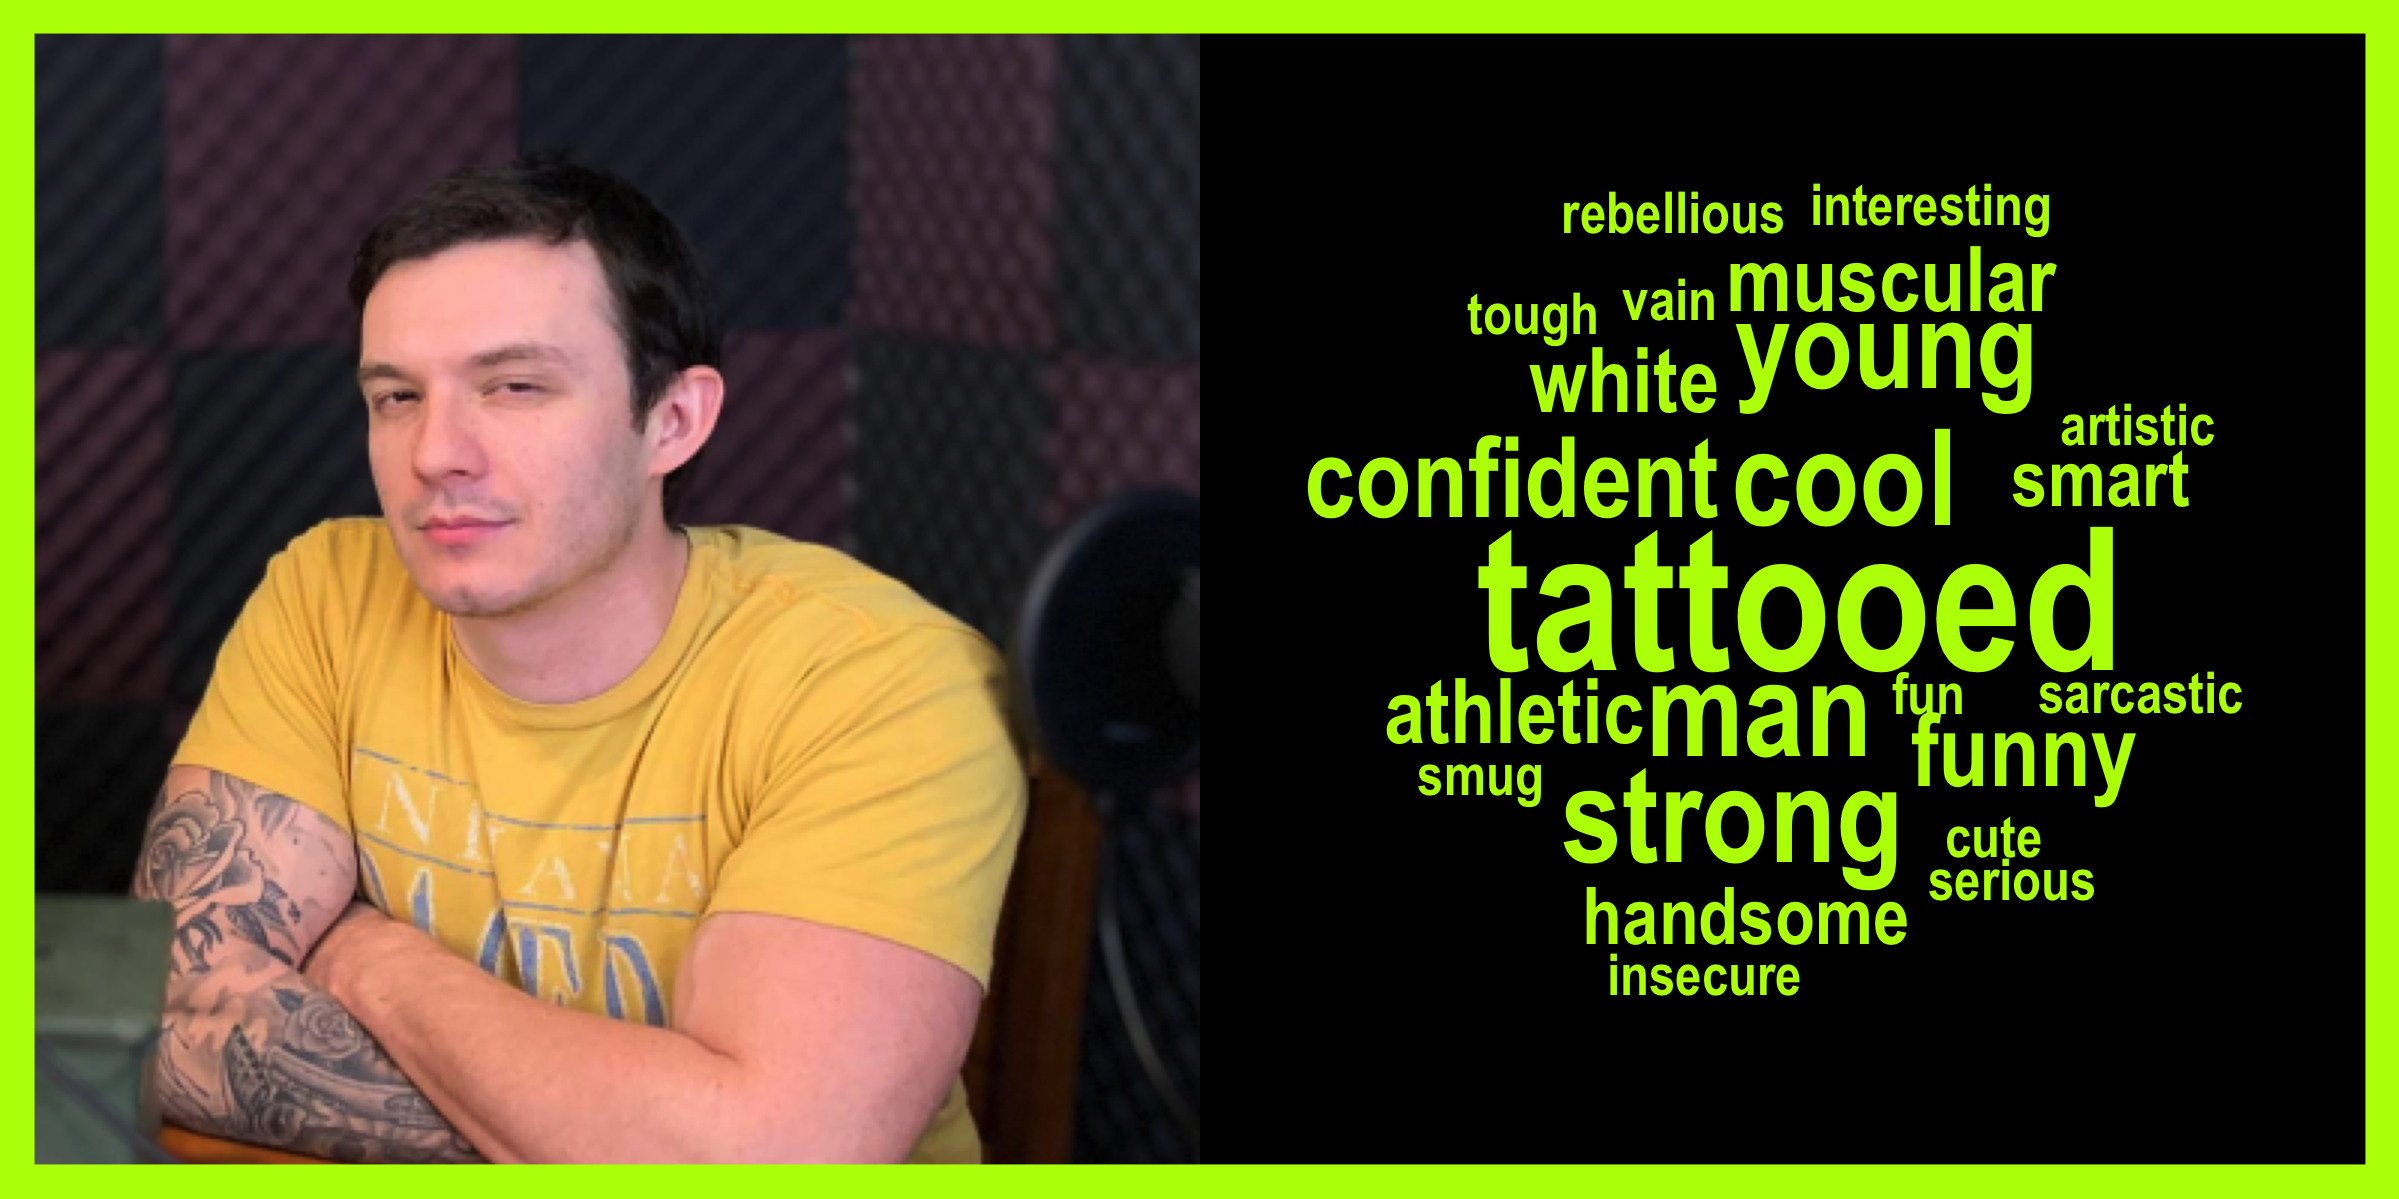 rebellious interesting
muscular
tough vain
young
white
artistic
confident cool smart
tattooed
athletic man fun sarcastic
funny
smug
strong
cute
serious
handsome
insecure